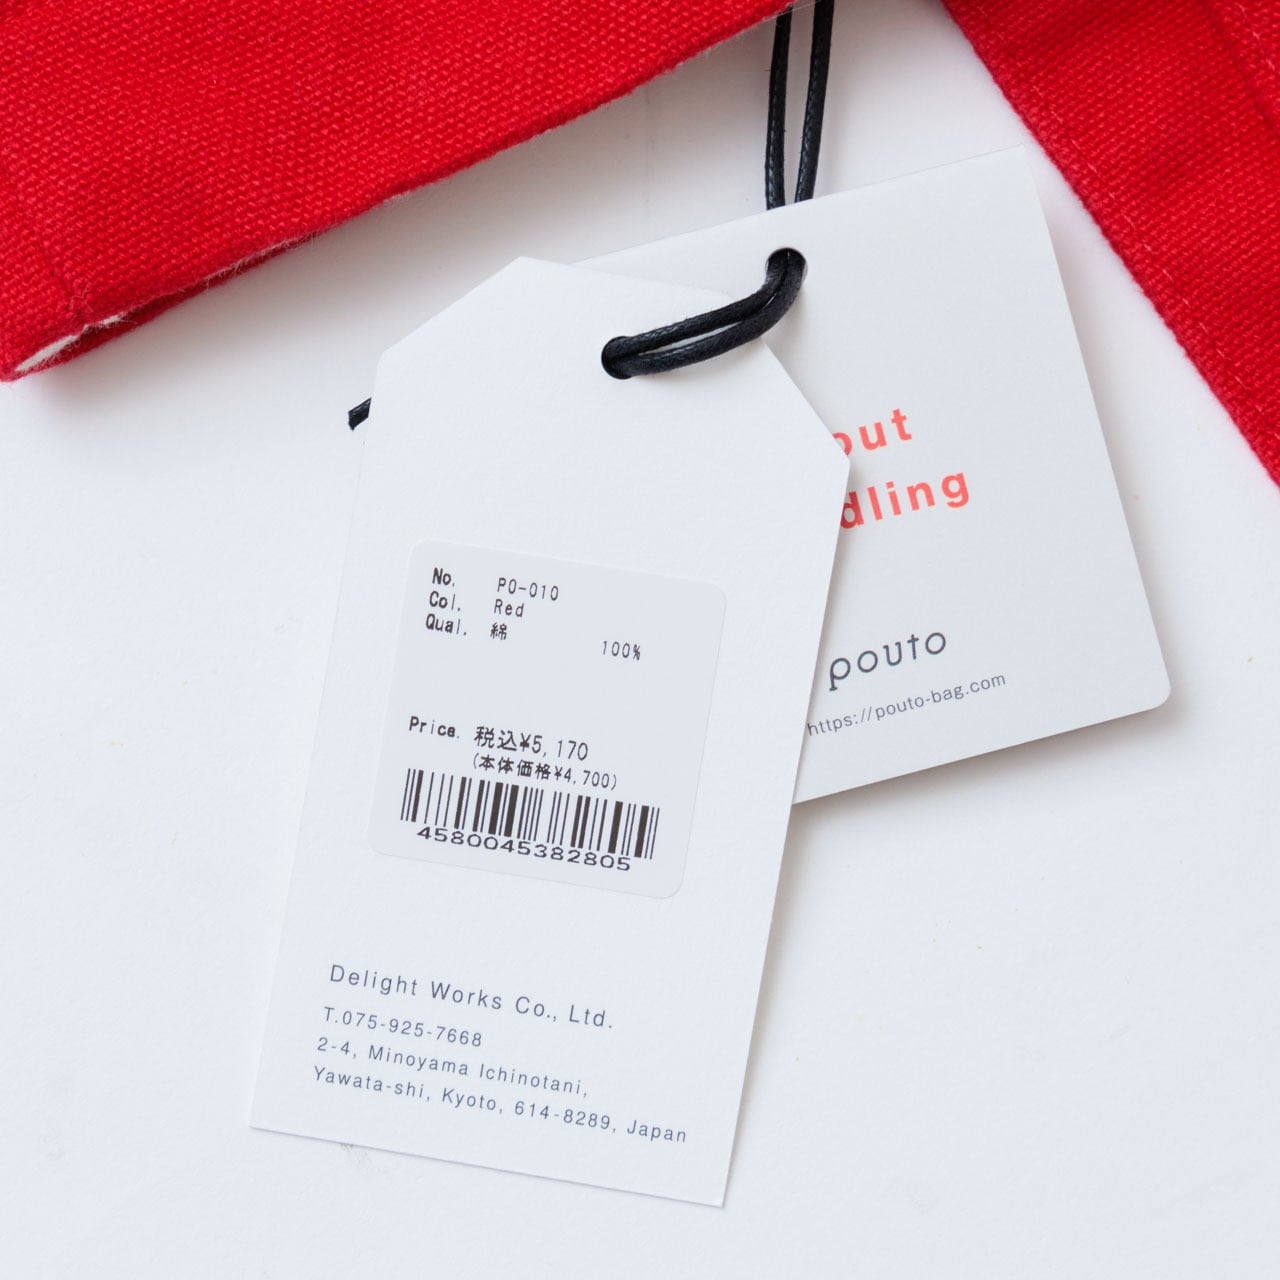 No. PO-010
Col. Red
Qual. 綿
100%
Price. 税込¥5,170
(本体価格¥4,700)
4580045382805
Delight Works Co., Ltd.
T.075-925-7668
2-4, Minoyama Ichinotani,
Yawata-shi, Kyoto, 614-8289, Japan
out
dling
pouto
https://pouto-bag.com